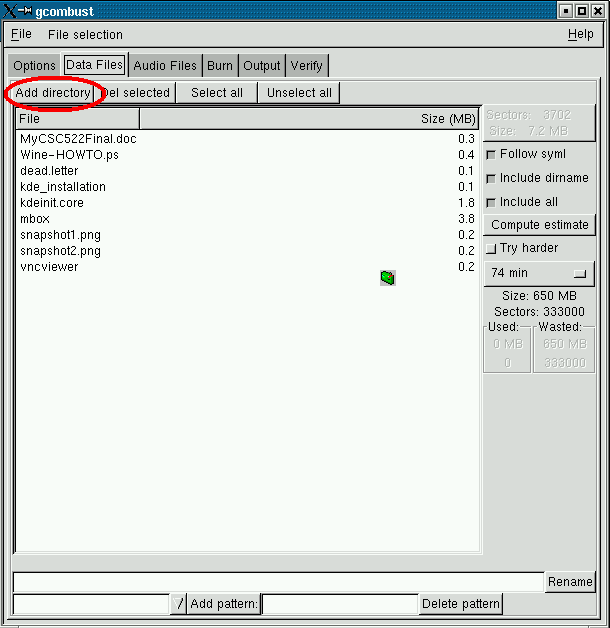 gcombust
File File selection Help
Options Data Files Audio Files Burn Output Verify
Add directory Del selected Select all Unselect all
File Size (MB)
MyCSC522Final.doc 0.3
Wine-HOWTO.ps 0.4
dead.letter 0.1
kde_installation 0.1
kdeinit.core 1.8
mbox 3.8
snapshot1.png 0.2
snapshot2.png 0.2
vncviewer 0.2
Sectors: 3702
Size: 7.2 MB
Follow syml
Include dirname
Include all
Compute estimate
Try harder
74 min
Size: 650 MB
Sectors: 333000
Used: Wasted:
0 MB 650 MB
0 333000
Rename
/ Add pattern: Delete pattern